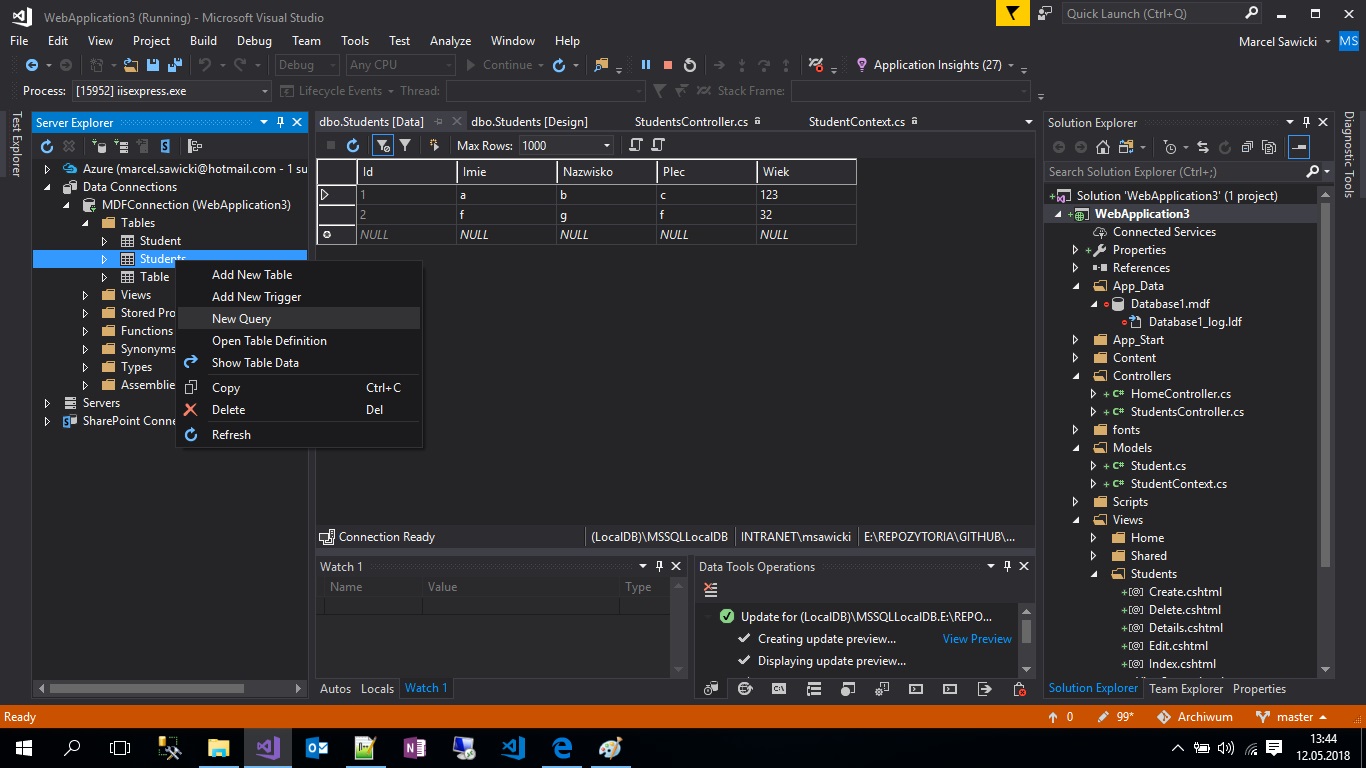 WebApplication3 (Running) - Microsoft Visual Studio
Quick Launch (Ctrl+Q)
File Edit View Project Build Debug Team Tools Test Analyze Window Help
Marcel Sawicki MS
Debug Any CPU Continue Application Insights (27)
Process: [15952] iisexpress.exe Lifecycle Events Thread: Stack Frame:
Test Explorer
Server Explorer
Azure (marcel.sawicki@hotmail.com - 1 su
Data Connections
MDFConnection (WebApplication3)
Tables
Student
Students
Table
Views
Stored Pro
Functions
Synonyms
Types
Assemblie
Servers
SharePoint Conne
Add New Table
Add New Trigger
New Query
Open Table Definition
Show Table Data
Copy Ctrl+C
Delete Del
Refresh
dbo.Students [Data] dbo.Students [Design] StudentsController.cs StudentContext.cs
Max Rows: 1000
Id Imie Nazwisko Plec Wiek
1 a b c 123
2 f g f 32
NULL NULL NULL NULL NULL
Connection Ready (LocalDB)\MSSQLLocalDB INTRANET\msawicki E:\REPOZYTORIA\GITHUB\...
Watch 1
Name Value Type
Autos Locals Watch 1
Data Tools Operations
Update for (LocalDB)\MSSQLLocalDB.E:\REPO...
Creating update preview... View Preview
Displaying update preview...
Solution Explorer
Search Solution Explorer (Ctrl+;)
Solution 'WebApplication3' (1 project)
WebApplication3
Connected Services
Properties
References
App_Data
Database1.mdf
Database1_log.ldf
App_Start
Content
Controllers
HomeController.cs
StudentsController.cs
fonts
Models
Student.cs
StudentContext.cs
Scripts
Views
Home
Shared
Students
Create.cshtml
Delete.cshtml
Details.cshtml
Edit.cshtml
Index.cshtml
Solution Explorer Team Explorer Properties
Diagnostic Tools
Ready 0 99* Archiwum master
13:44
12.05.2018